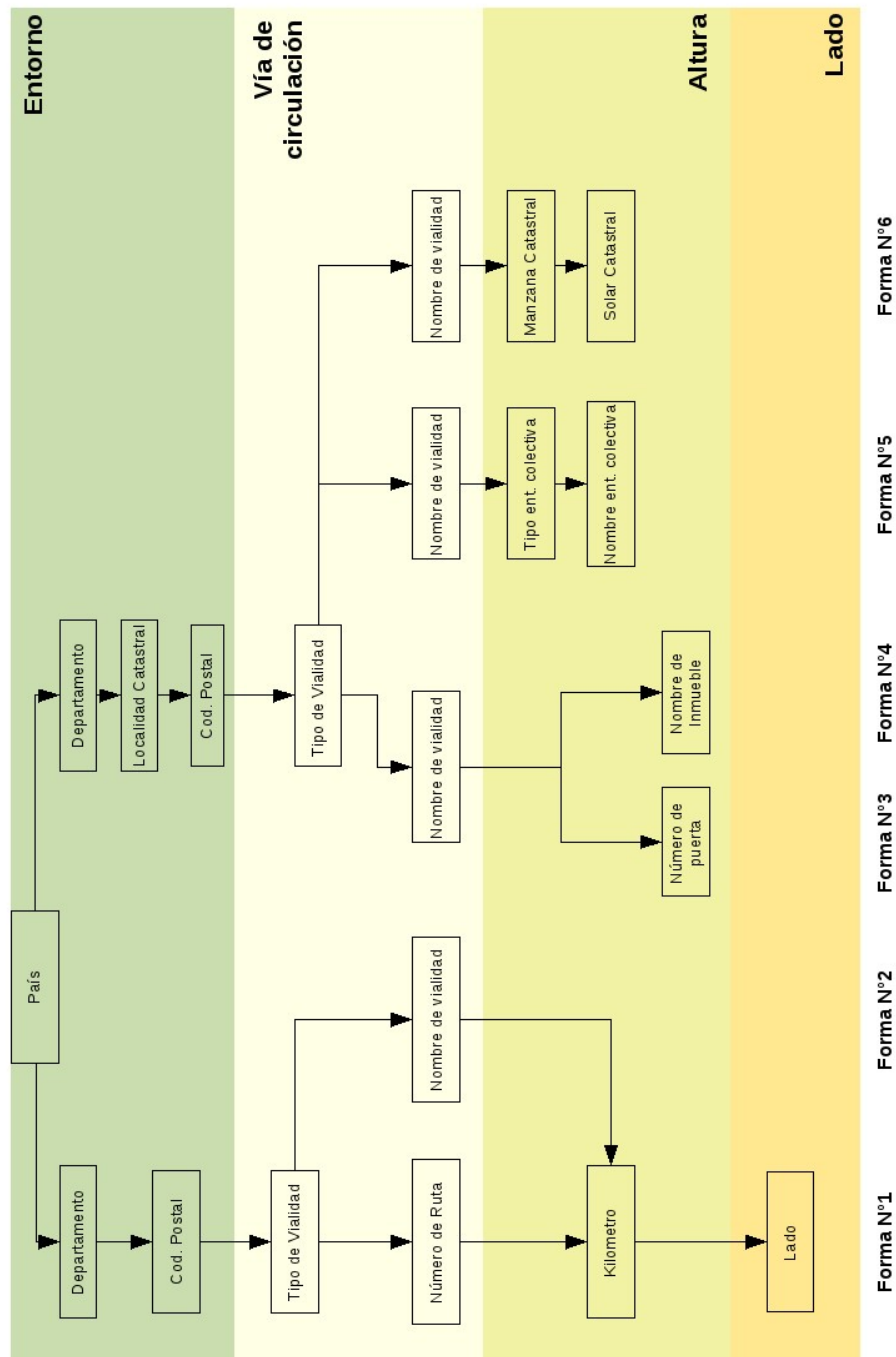 País
Entorno
Departamento
Departamento
Localidad Catastral
Cod. Postal
Cod. Postal
Vía de
circulación
Tipo de Vialidad
Tipo de Vialidad
Número de Ruta
Nombre de vialidad
Nombre de vialidad
Nombre de vialidad
Nombre de vialidad
Manzana Catastral
Tipo ent. colectiva
Kilometro
Nombre ent. colectiva
Solar Catastral
Número de
puerta
Nombre de
Inmueble
Altura
Lado
Lado
Forma N°1
Forma N°2
Forma N°3
Forma N°4
Forma N°5
Forma N°6